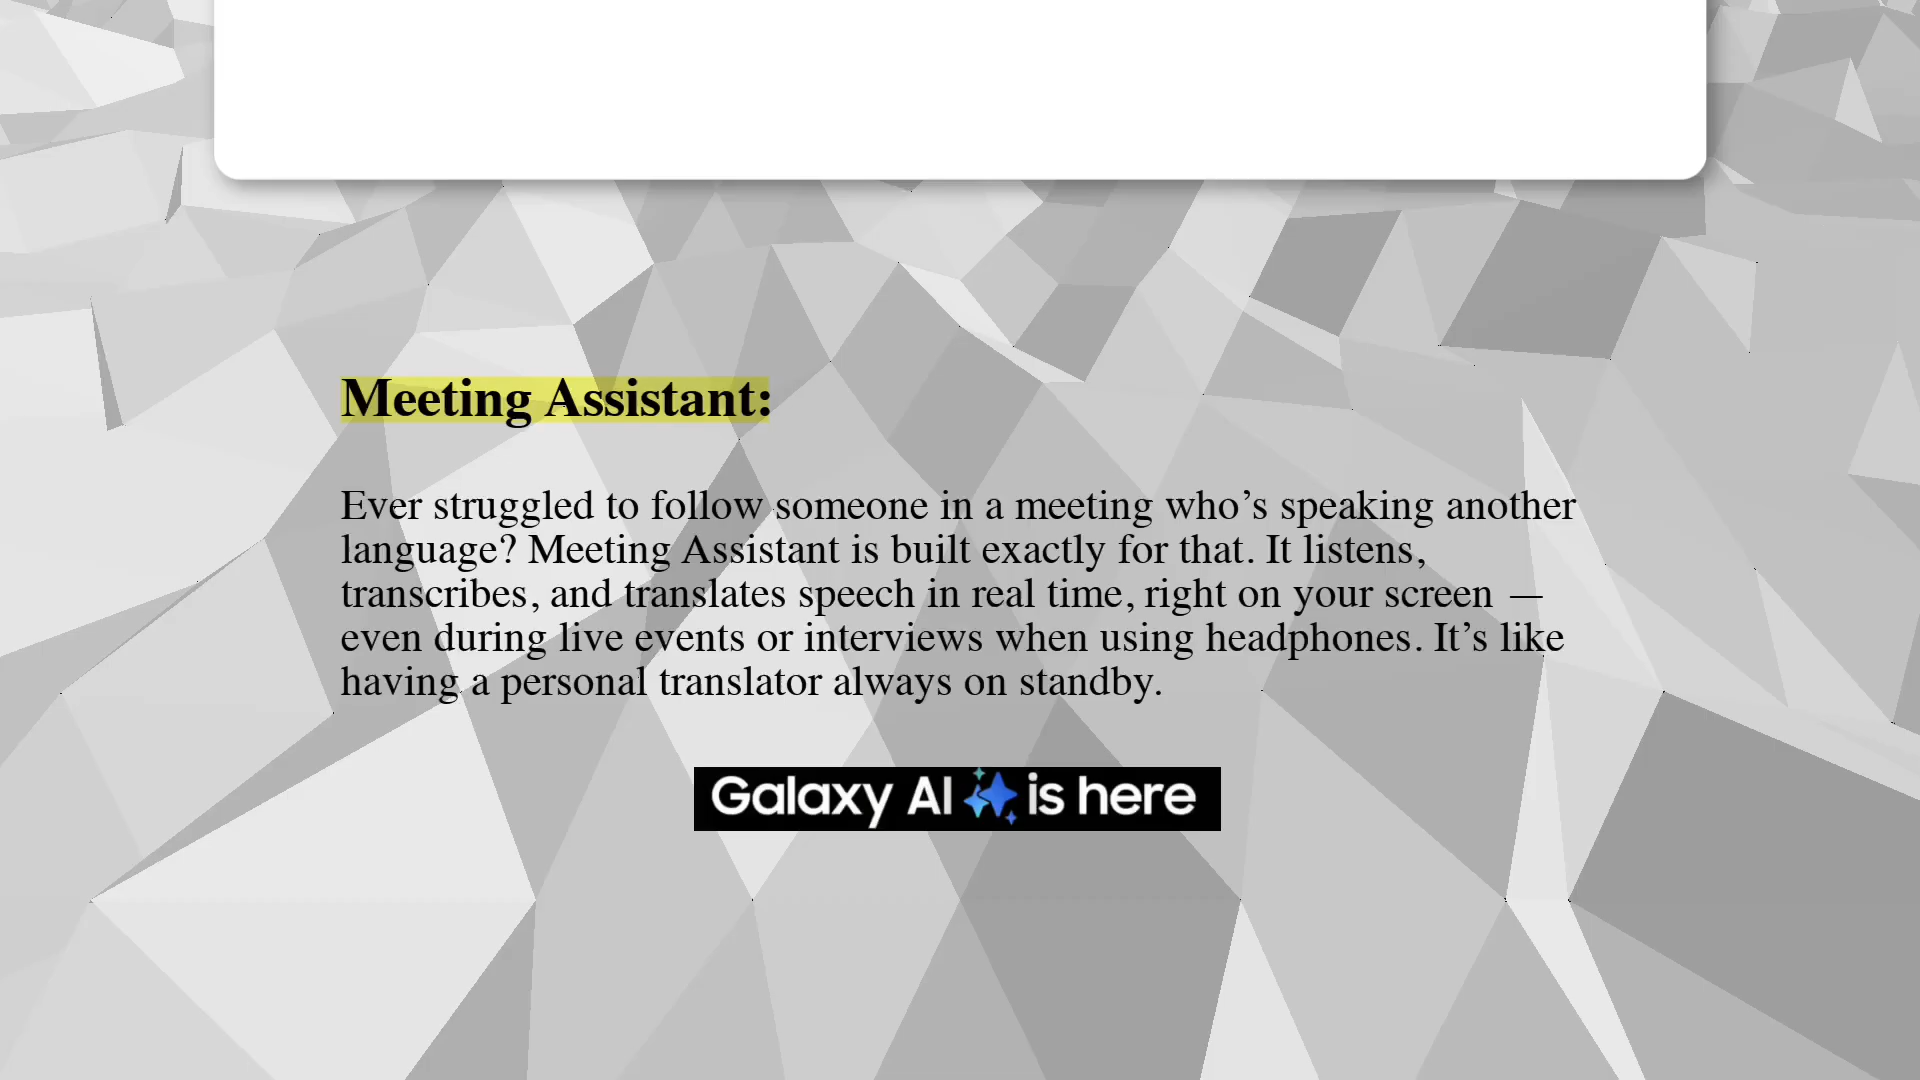 Meeting Assistant:
Ever struggled to follow someone in a meeting who’s speaking another
language? Meeting Assistant is built exactly for that. It listens,
transcribes, and translates speech in real time, right on your screen —
even during live events or interviews when using headphones. It’s like
having a personal translator always on standby.
Galaxy AI is here